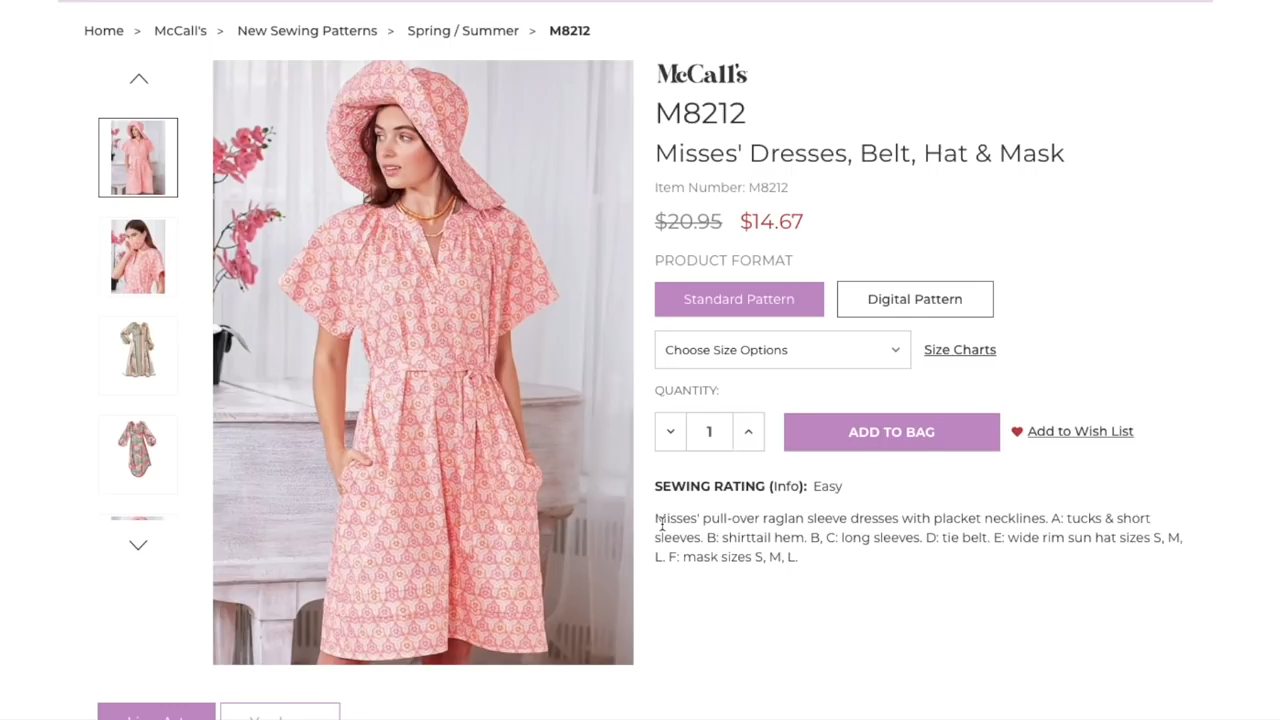 Home > McCall's > New Sewing Patterns > Spring / Summer > M8212
McCall's
M8212
Misses' Dresses, Belt, Hat & Mask
Item Number: M8212
$20.95 $14.67
PRODUCT FORMAT
Standard Pattern Digital Pattern
Choose Size Options Size Charts
QUANTITY:
1 ADD TO BAG Add to Wish List
SEWING RATING (Info): Easy
Misses' pull-over raglan sleeve dresses with placket necklines. A: tucks & short
sleeves. B: shirttail hem. B, C: long sleeves. D: tie belt. E: wide rim sun hat sizes S, M,
L. F: mask sizes S, M, L.